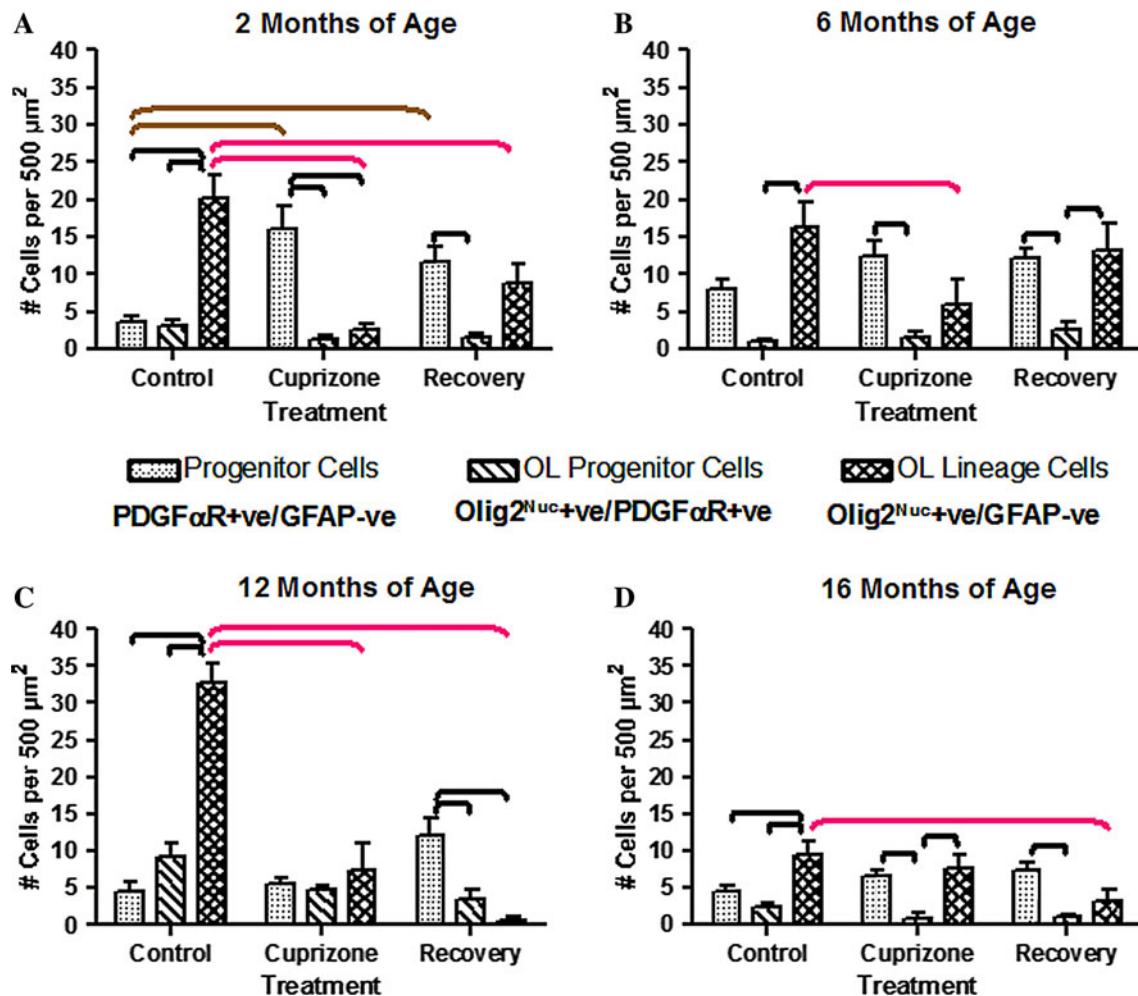 A
2 Months of Age
# Cells per 500 µm²
40
35
30
25
20
15
10
5
0
Control Cuprizone Recovery
Treatment
B
6 Months of Age
# Cells per 500 µm²
40
35
30
25
20
15
10
5
0
Control Cuprizone Recovery
Treatment
Progenitor Cells OL Progenitor Cells OL Lineage Cells
PDGFαR+ve/GFAP-ve Olig2ᴺᵘᶜ+ve/PDGFαR+ve Olig2ᴺᵘᶜ+ve/GFAP-ve
C
12 Months of Age
# Cells per 500 µm²
40
35
30
25
20
15
10
5
0
Control Cuprizone Recovery
Treatment
D
16 Months of Age
# Cells per 500 µm²
40
35
30
25
20
15
10
5
0
Control Cuprizone Recovery
Treatment